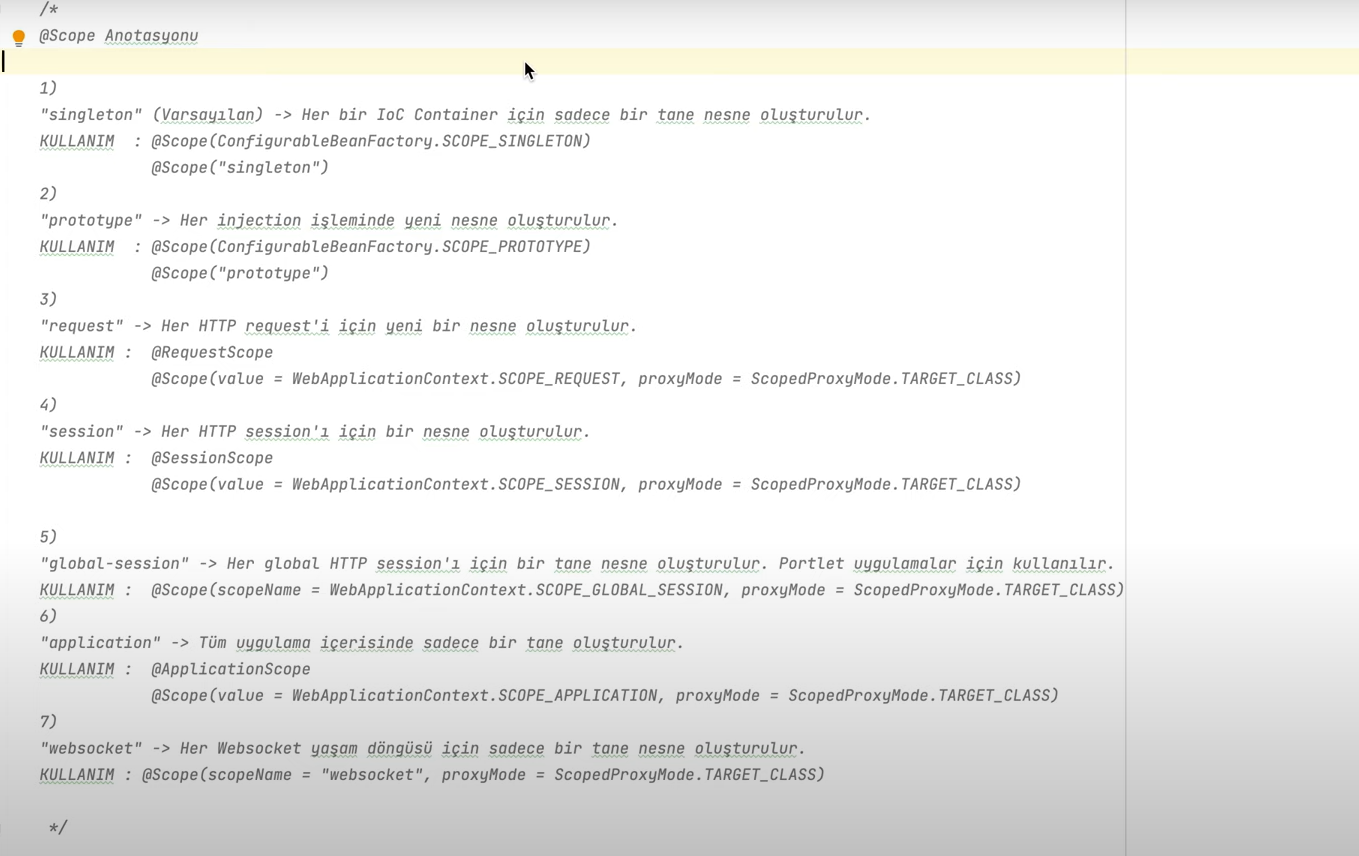 /*
@Scope Anotasyonu
1)
"singleton" (Varsayılan) -> Her bir IoC Container için sadece bir tane nesne oluşturulur.
KULLANIM  : @Scope(ConfigurableBeanFactory.SCOPE_SINGLETON)
@Scope("singleton")
2)
"prototype" -> Her injection işleminde yeni nesne oluşturulur.
KULLANIM  : @Scope(ConfigurableBeanFactory.SCOPE_PROTOTYPE)
@Scope("prototype")
3)
"request" -> Her HTTP request'i için yeni bir nesne oluşturulur.
KULLANIM :  @RequestScope
@Scope(value = WebApplicationContext.SCOPE_REQUEST, proxyMode = ScopedProxyMode.TARGET_CLASS)
4)
"session" -> Her HTTP session'ı için bir nesne oluşturulur.
KULLANIM :  @SessionScope
@Scope(value = WebApplicationContext.SCOPE_SESSION, proxyMode = ScopedProxyMode.TARGET_CLASS)
5)
"global-session" -> Her global HTTP session'ı için bir tane nesne oluşturulur. Portlet uygulamalar için kullanılır.
KULLANIM :  @Scope(scopeName = WebApplicationContext.SCOPE_GLOBAL_SESSION, proxyMode = ScopedProxyMode.TARGET_CLASS)
6)
"application" -> Tüm uygulama içerisinde sadece bir tane oluşturulur.
KULLANIM :  @ApplicationScope
@Scope(value = WebApplicationContext.SCOPE_APPLICATION, proxyMode = ScopedProxyMode.TARGET_CLASS)
7)
"websocket" -> Her Websocket yaşam döngüsü için sadece bir tane nesne oluşturulur.
KULLANIM : @Scope(scopeName = "websocket", proxyMode = ScopedProxyMode.TARGET_CLASS)
*/